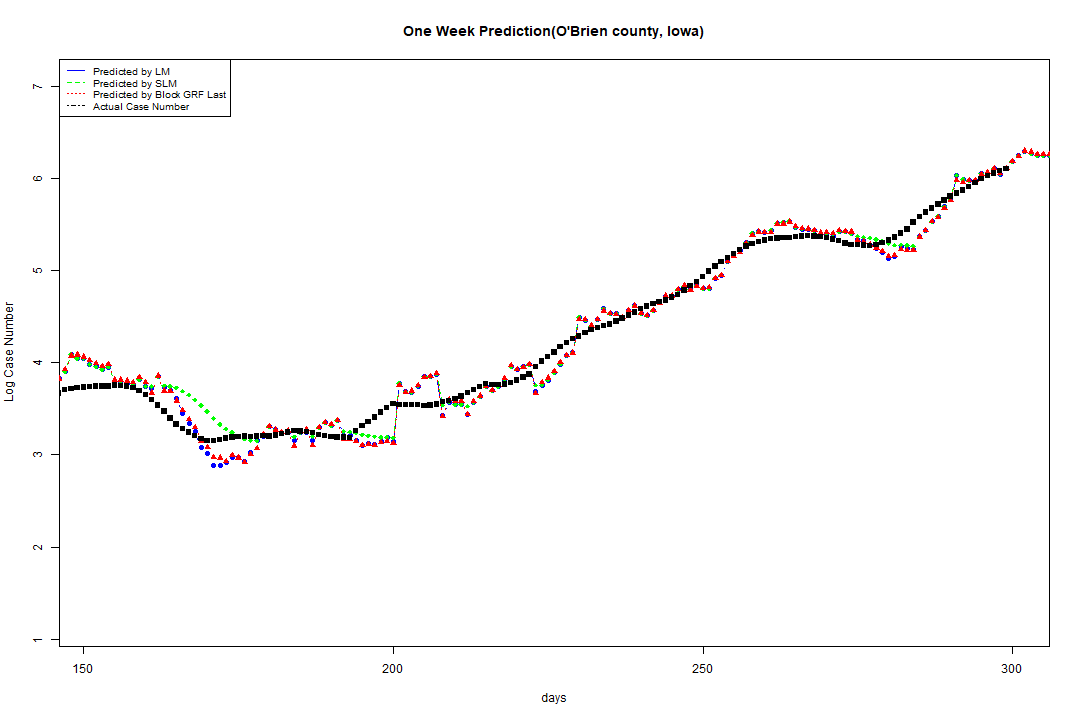 One Week Prediction(O'Brien county, Iowa)
Predicted by LM
Predicted by SLM
Predicted by Block GRF Last
Actual Case Number
7
6
5
4
3
2
1
Log Case Number
150
200
250
300
days